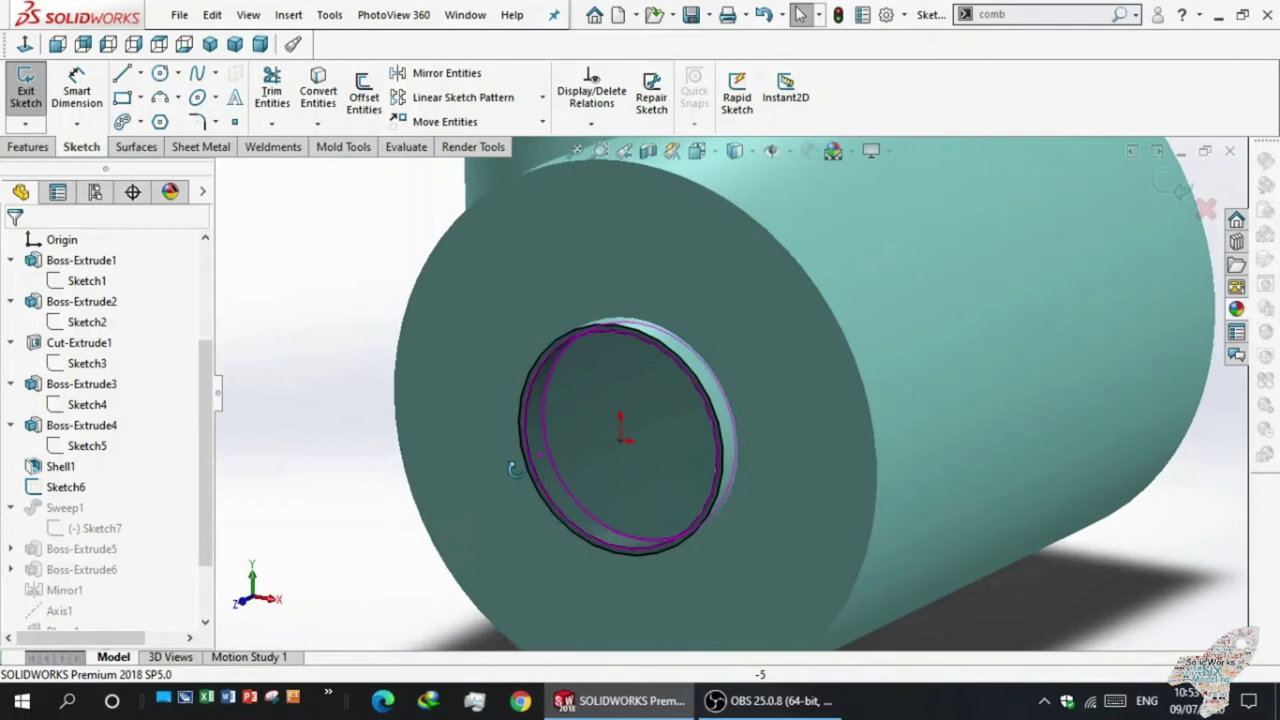 SOLIDWORKS File Edit View Insert Tools PhotoView 360 Window Help Sket... comb
Exit Sketch
Smart Dimension
Trim Entities
Convert Entities
Offset Entities
Mirror Entities
Linear Sketch Pattern
Move Entities
Display/Delete Relations
Repair Sketch
Quick Snaps
Rapid Sketch
Instant2D
Features Sketch Surfaces Sheet Metal Weldments Mold Tools Evaluate Render Tools
Origin
Boss-Extrude1
Sketch1
Boss-Extrude2
Sketch2
Cut-Extrude1
Sketch3
Boss-Extrude3
Sketch4
Boss-Extrude4
Sketch5
Shell1
Sketch6
Sweep1
(-) Sketch7
Boss-Extrude5
Boss-Extrude6
Mirror1
Axis1
Y
Z
X
Model 3D Views Motion Study 1
SOLIDWORKS Premium 2018 SP5.0 -5
SolidWorks
Modeling
SOLIDWORKS Prem... OBS 25.0.8 (64-bit, ... ENG